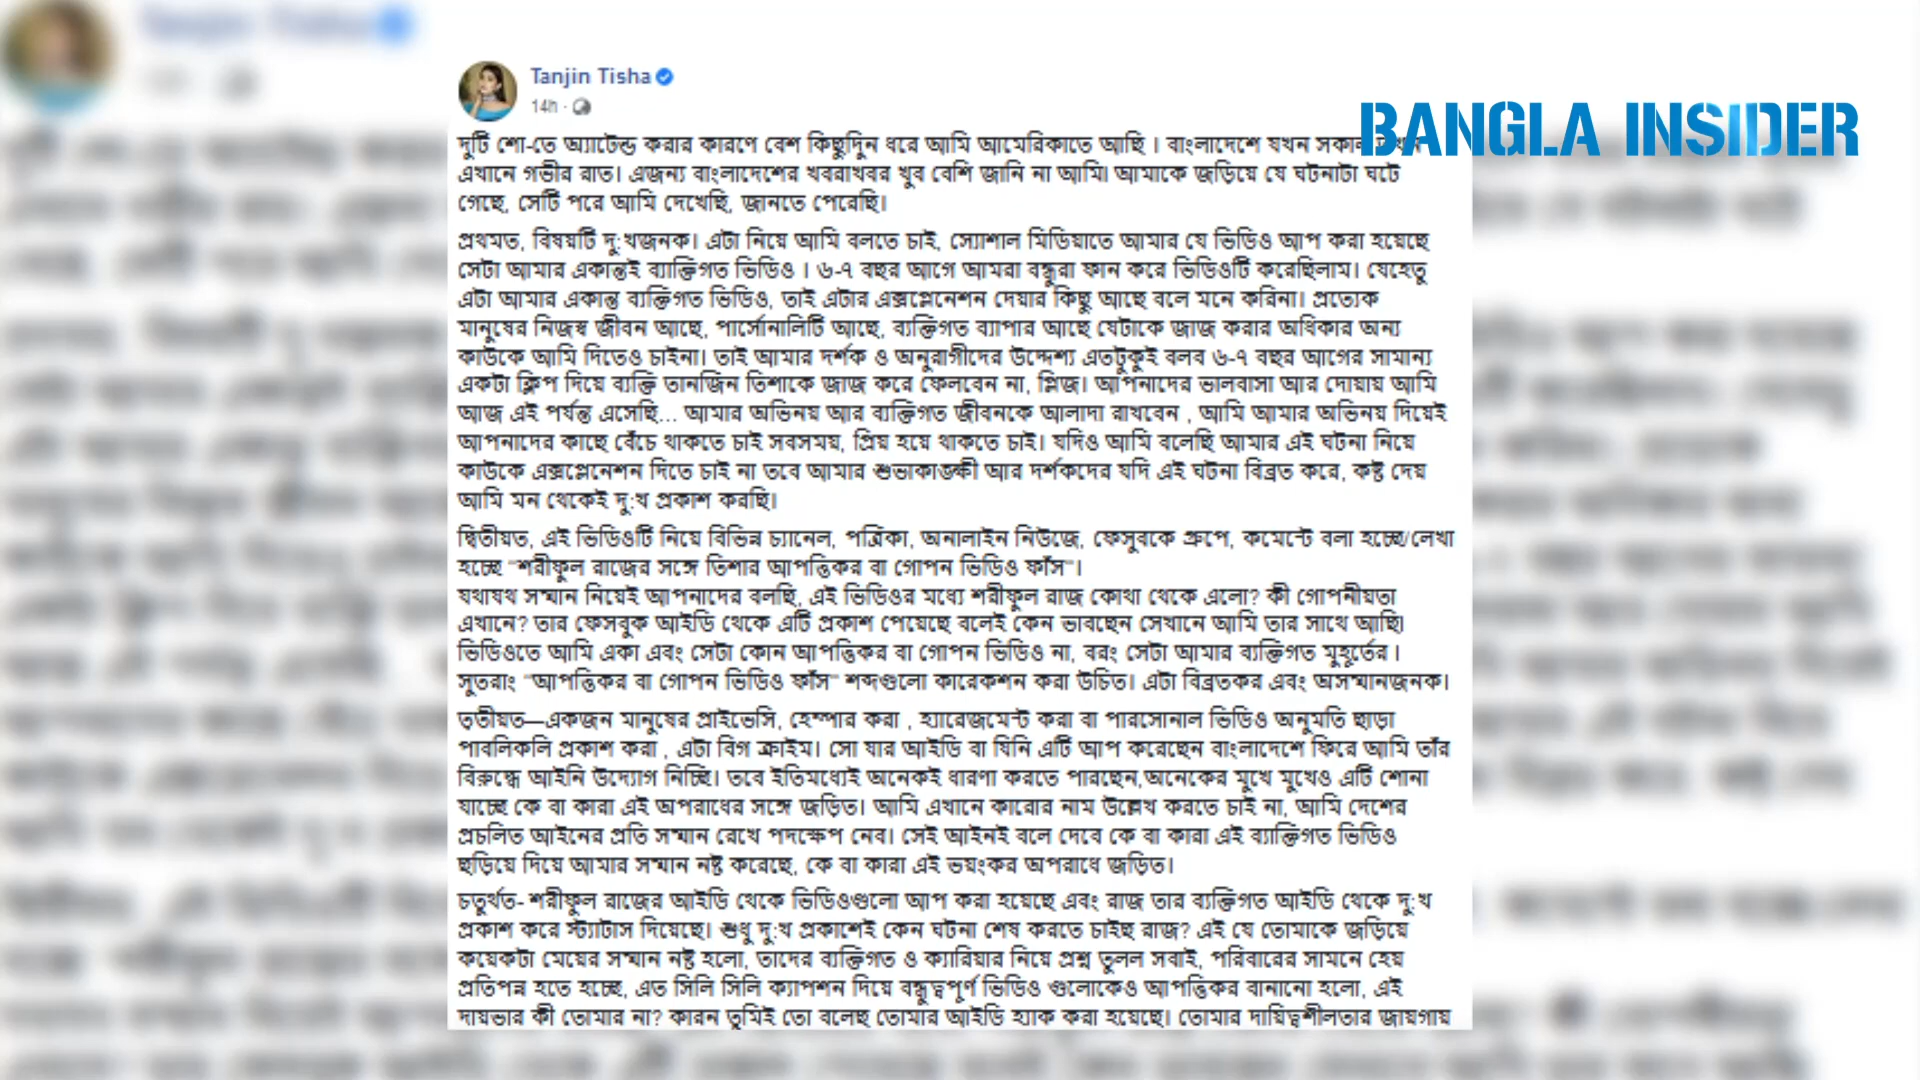 Tanjin Tisha
14h ·
BANGLA INSIDER
দুটি শো-তে অ্যাটেন্ড করার কারণে বেশ কিছুদিন ধরে আমি আমেরিকাতে আছি । বাংলাদেশে যখন সকাল
এখানে গভীর রাত। এজন্য বাংলাদেশের খবরাখবর খুব বেশি জানি না আমি। আমাকে জড়িয়ে যে ঘটনাটা ঘটে
গেছে, সেটি পরে আমি দেখেছি, জানতে পেরেছি।
প্রথমত, বিষয়টি দু:খজনক। এটা নিয়ে আমি বলতে চাই, স্যোশাল মিডিয়াতে আমার যে ভিডিও আপ করা হয়েছে
সেটা আমার একান্তই ব্যাক্তিগত ভিডিও । ৬-৭ বছর আগে আমরা বন্ধুরা ফান করে ভিডিওটি করেছিলাম। যেহেতু
এটা আমার একান্ত ব্যক্তিগত ভিডিও, তাই এটার এক্সপ্লেনেশন দেয়ার কিছু আছে বলে মনে করিনা। প্রত্যেক
মানুষের নিজস্ব জীবন আছে, পার্সোনালিটি আছে, ব্যক্তিগত ব্যাপার আছে যেটাকে জাজ করার অধিকার অন্য
কাউকে আমি দিতেও চাইনা। তাই আমার দর্শক ও অনুরাগীদের উদ্দেশ্য এতটুকুই বলব ৬-৭ বছর আগের সামান্য
একটা ক্লিপ দিয়ে ব্যক্তি তানজিন তিশাকে জাজ করে ফেলবেন না, প্লিজ। আপনাদের ভালবাসা আর দোয়ায় আমি
আজ এই পর্যন্ত এসেছি... আমার অভিনয় আর ব্যক্তিগত জীবনকে আলাদা রাখবেন , আমি আমার অভিনয় দিয়েই
আপনাদের কাছে বেঁচে থাকতে চাই সবসময়, প্রিয় হয়ে থাকতে চাই। যদিও আমি বলেছি আমার এই ঘটনা নিয়ে
কাউকে এক্সপ্লেনেশন দিতে চাই না তবে আমার শুভাকাঙ্ক্ষী আর দর্শকদের যদি এই ঘটনা বিব্রত করে, কষ্ট দেয়
আমি মন থেকেই দু:খ প্রকাশ করছি।
দ্বিতীয়ত, এই ভিডিওটি নিয়ে বিভিন্ন চ্যানেল, পত্রিকা, অনালাইন নিউজে, ফেসুবকে গ্রুপে, কমেন্টে বলা হচ্ছে/লেখা
হচ্ছে "শরীফুল রাজের সঙ্গে তিশার আপত্তিকর বা গোপন ভিডিও ফাঁস"।
যথাযথ সম্মান নিয়েই আপনাদের বলছি, এই ভিডিওর মধ্যে শরীফুল রাজ কোথা থেকে এলো? কী গোপনীয়তা
এখানে? তার ফেসবুক আইডি থেকে এটি প্রকাশ পেয়েছে বলেই কেন ভাবছেন সেখানে আমি তার সাথে আছি।
ভিডিওতে আমি একা এবং সেটা কোন আপত্তিকর বা গোপন ভিডিও না, বরং সেটা আমার ব্যক্তিগত মুহূর্তের ।
সুতরাং "আপত্তিকর বা গোপন ভিডিও ফাঁস" শব্দগুলো কারেকশন করা উচিত। এটা বিব্রতকর এবং অসম্মানজনক।
তৃতীয়ত—একজন মানুষের প্রাইভেসি, হেম্পার করা , হ্যারেজমেন্ট করা বা পারসোনাল ভিডিও অনুমতি ছাড়া
পাবলিকলি প্রকাশ করা , এটা বিগ ক্রাইম। সো যার আইডি বা যিনি এটি আপ করেছেন বাংলাদেশে ফিরে আমি তাঁর
বিরুদ্ধে আইনি উদ্যোগ নিচ্ছি। তবে ইতিমধ্যেই অনেকই ধারণা করতে পারছেন,অনেকের মুখে মুখেও এটি শোনা
যাচ্ছে কে বা কারা এই অপরাধের সঙ্গে জড়িত। আমি এখানে কারোর নাম উল্লেখ করতে চাই না, আমি দেশের
প্রচলিত আইনের প্রতি সম্মান রেখে পদক্ষেপ নেব। সেই আইনই বলে দেবে কে বা কারা এই ব্যাক্তিগত ভিডিও
ছড়িয়ে দিয়ে আমার সম্মান নষ্ট করেছে, কে বা কারা এই ভয়ংকর অপরাধে জড়িত।
চতুর্থত- শরীফুল রাজের আইডি থেকে ভিডিওগুলো আপ করা হয়েছে এবং রাজ তার ব্যক্তিগত আইডি থেকে দু:খ
প্রকাশ করে স্ট্যাটাস দিয়েছে। শুধু দু:খ প্রকাশেই কেন ঘটনা শেষ করতে চাইছ রাজ? এই যে তোমাকে জড়িয়ে
কয়েকটা মেয়ের সম্মান নষ্ট হলো, তাদের ব্যক্তিগত ও ক্যারিয়ার নিয়ে প্রশ্ন তুলল সবাই, পরিবারের সামনে হেয়
প্রতিপন্ন হতে হচ্ছে, এত সিলি সিলি ক্যাপশন দিয়ে বন্ধুত্বপূর্ণ ভিডিও গুলোকেও আপত্তিকর বানানো হলো, এই
দায়ভার কী তোমার না? কারন তুমিই তো বলেছ তোমার আইডি হ্যাক করা হয়েছে। তোমার দায়িত্বশীলতার জায়গায়